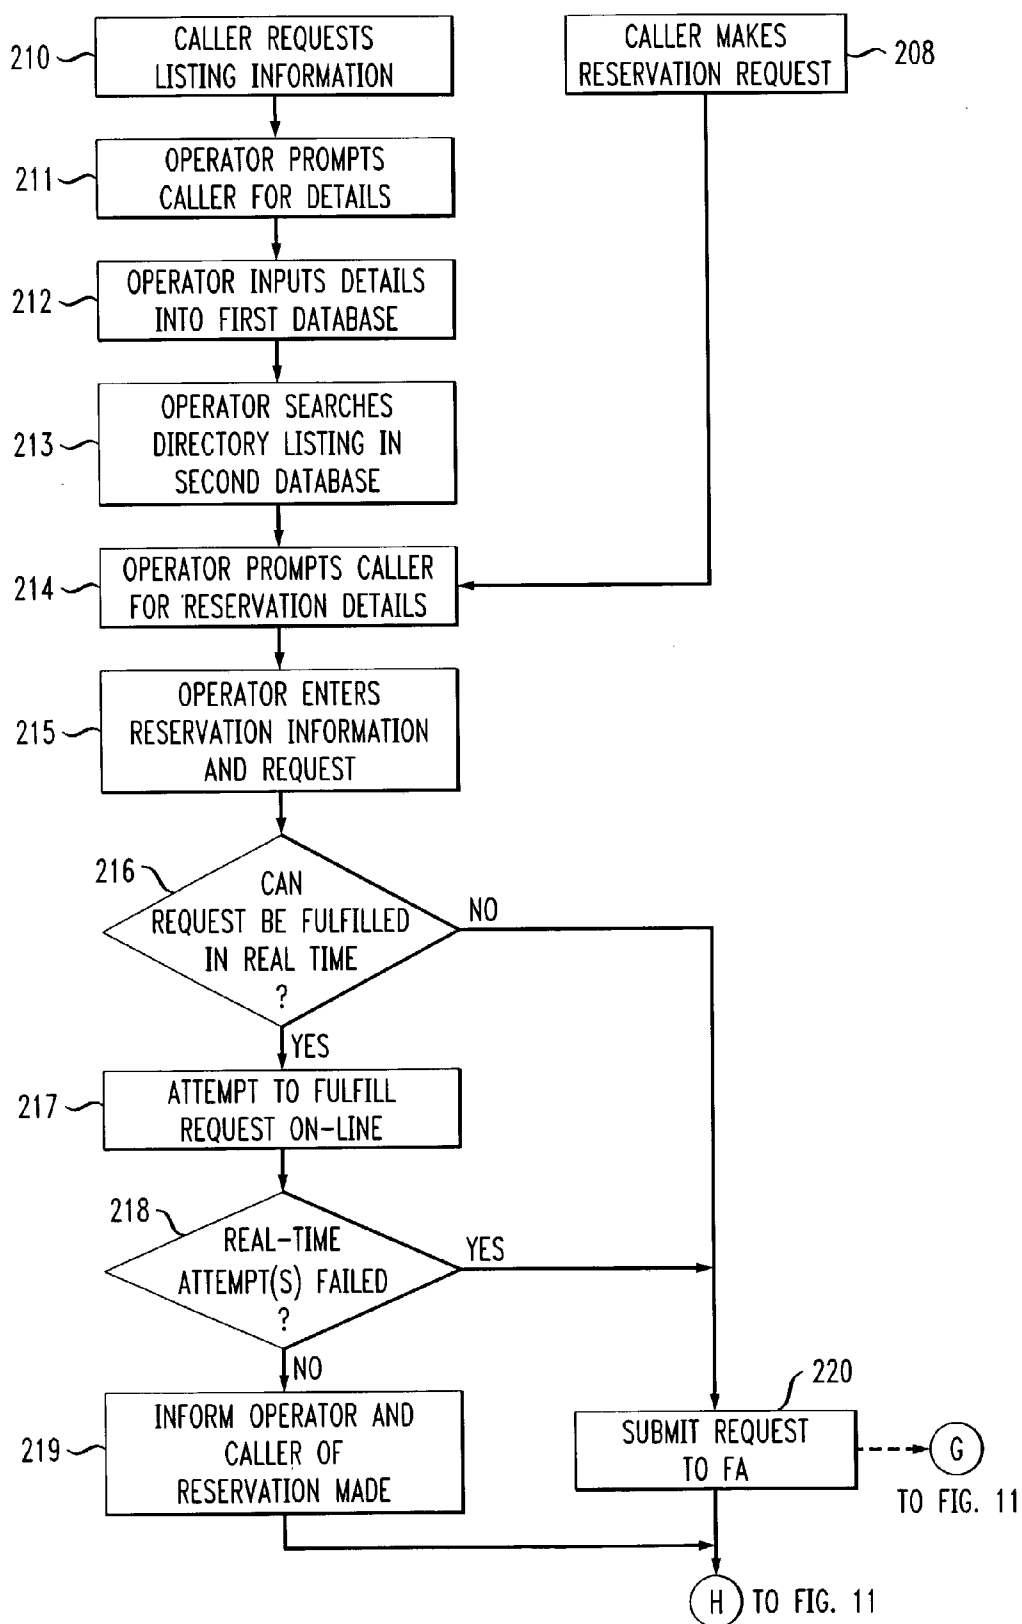 210
CALLER REQUESTS
LISTING INFORMATION
CALLER MAKES
RESERVATION REQUEST
208
211
OPERATOR PROMPTS
CALLER FOR DETAILS
212
OPERATOR INPUTS DETAILS
INTO FIRST DATABASE
213
OPERATOR SEARCHES
DIRECTORY LISTING IN
SECOND DATABASE
214
OPERATOR PROMPTS CALLER
FOR RESERVATION DETAILS
215
OPERATOR ENTERS
RESERVATION INFORMATION
AND REQUEST
216
CAN
REQUEST BE FULFILLED
IN REAL TIME
?
NO
YES
217
ATTEMPT TO FULFILL
REQUEST ON-LINE
218
REAL-TIME
ATTEMPT(S) FAILED
?
YES
NO
219
INFORM OPERATOR AND
CALLER OF
RESERVATION MADE
220
SUBMIT REQUEST
TO FA
G
TO FIG. 11
H
TO FIG. 11